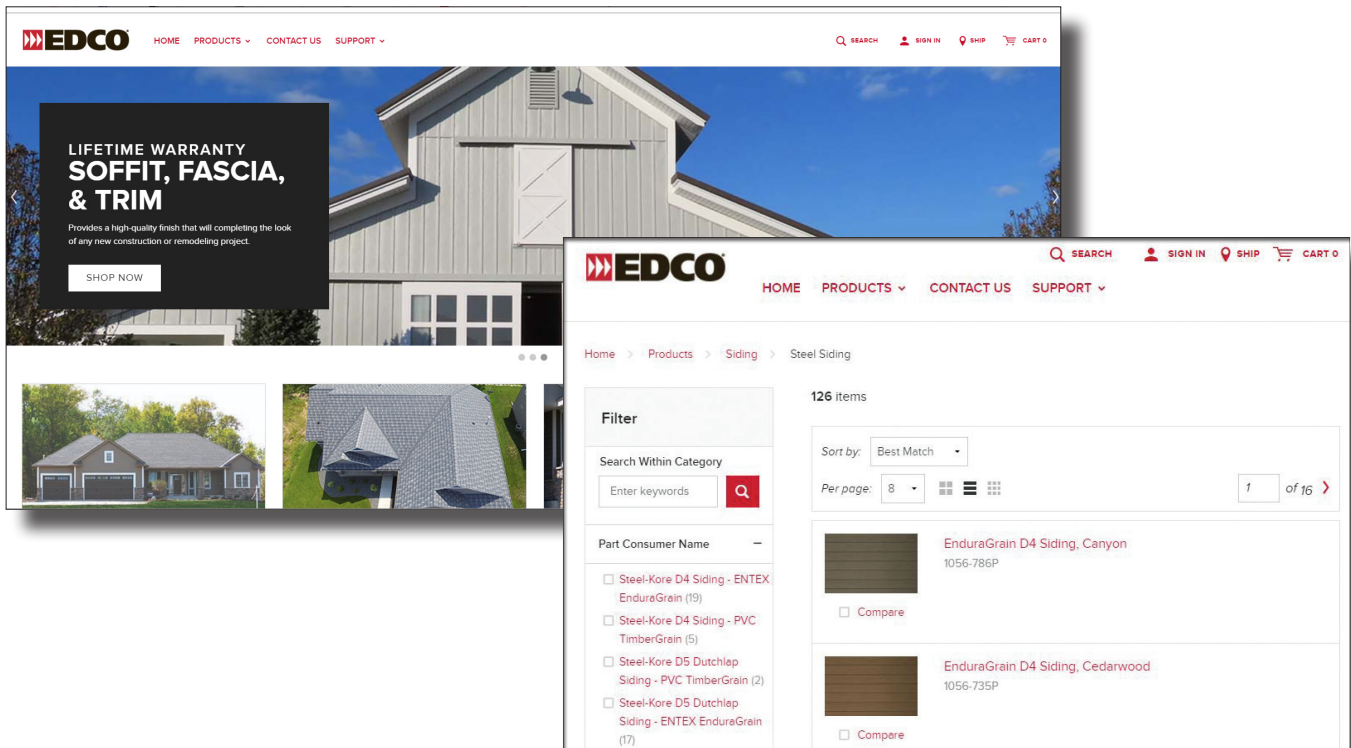 EDCO
HOME PRODUCTS CONTACT US SUPPORT
SEARCH SIGN IN SHIP CART 0
LIFETIME WARRANTY
SOFFIT, FASCIA,
& TRIM
Provides a high-quality finish that will completing the look
of any new construction or remodeling project.
SHOP NOW
EDCO
SEARCH SIGN IN SHIP CART 0
HOME PRODUCTS CONTACT US SUPPORT
Home > Products > Siding > Steel Siding
Filter
Search Within Category
Enter keywords
Part Consumer Name –
Steel-Kore D4 Siding - ENTEX
EnduraGrain (19)
Steel-Kore D4 Siding - PVC
TimberGrain (5)
Steel-Kore D5 Dutchlap
Siding - PVC TimberGrain (2)
Steel-Kore D5 Dutchlap
Siding - ENTEX EnduraGrain
(17)
126 items
Sort by: Best Match
Per page: 8
1 of 16
EnduraGrain D4 Siding, Canyon
1056-786P
Compare
EnduraGrain D4 Siding, Cedarwood
1056-735P
Compare